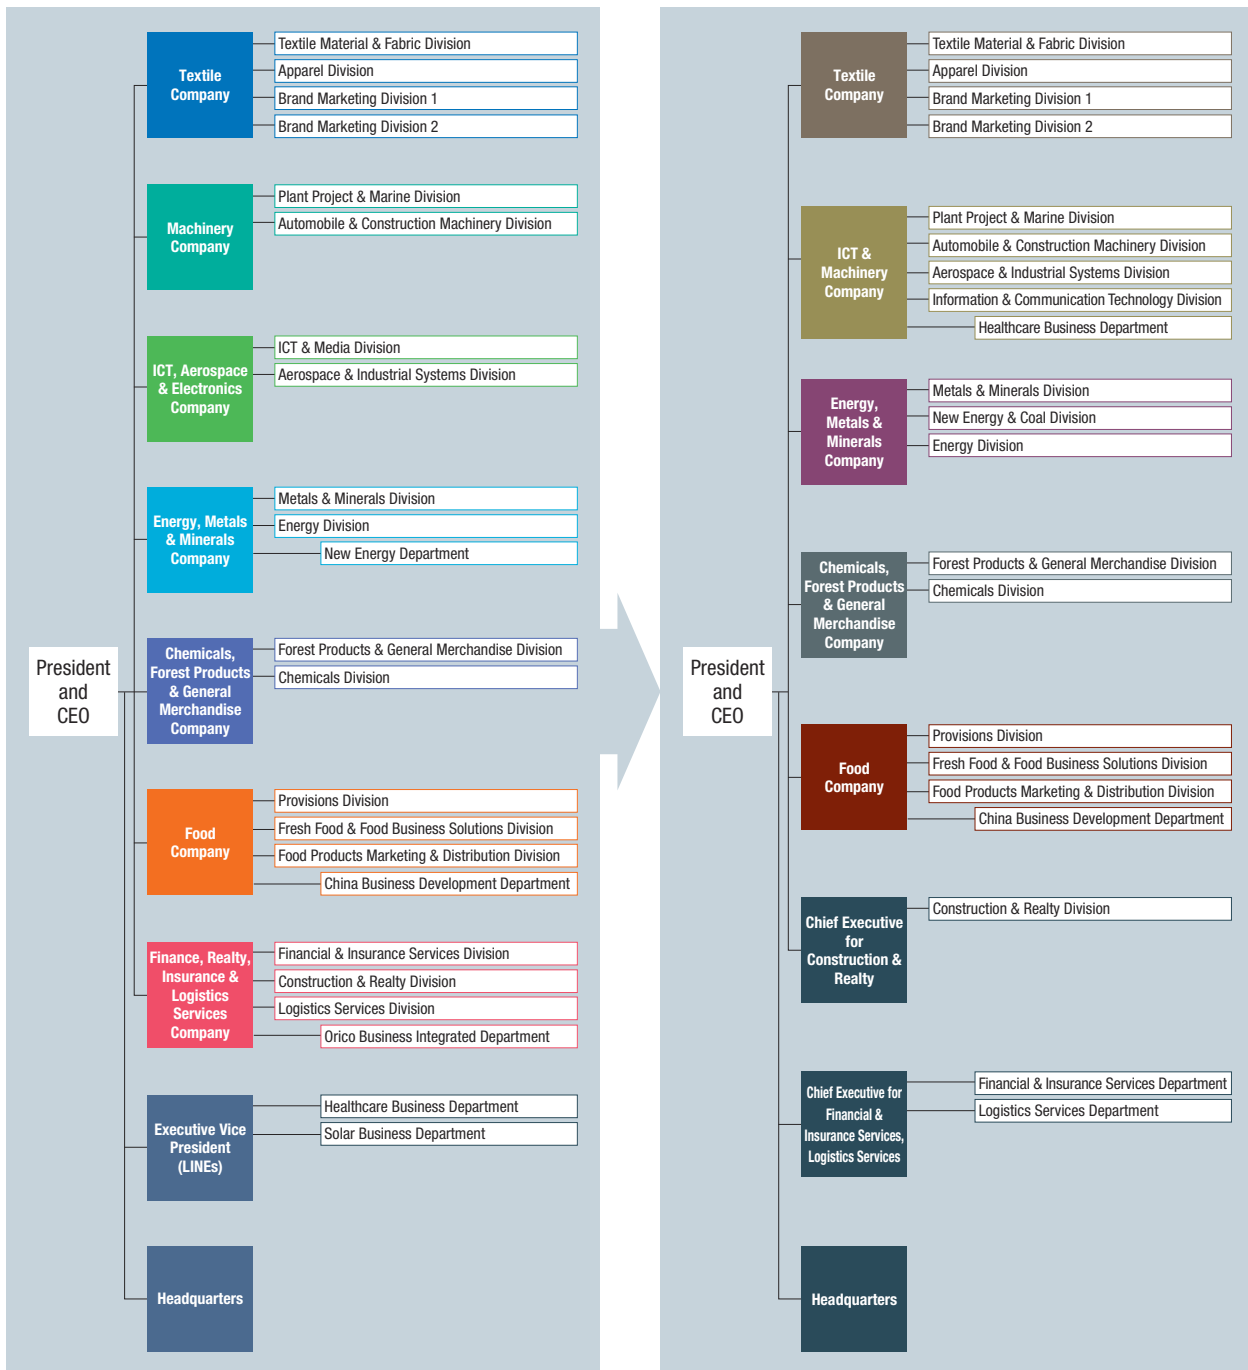 President
and
CEO
Textile
Company
Textile Material & Fabric Division
Apparel Division
Brand Marketing Division 1
Brand Marketing Division 2
Machinery
Company
Plant Project & Marine Division
Automobile & Construction Machinery Division
ICT, Aerospace
& Electronics
Company
ICT & Media Division
Aerospace & Industrial Systems Division
Energy, Metals
& Minerals
Company
Metals & Minerals Division
Energy Division
New Energy Department
Chemicals,
Forest Products
& General
Merchandise
Company
Forest Products & General Merchandise Division
Chemicals Division
Food
Company
Provisions Division
Fresh Food & Food Business Solutions Division
Food Products Marketing & Distribution Division
China Business Development Department
Finance, Realty,
Insurance &
Logistics
Services
Company
Financial & Insurance Services Division
Construction & Realty Division
Logistics Services Division
Orico Business Integrated Department
Executive Vice
President
(LINEs)
Healthcare Business Department
Solar Business Department
Headquarters
President
and
CEO
Textile
Company
Textile Material & Fabric Division
Apparel Division
Brand Marketing Division 1
Brand Marketing Division 2
ICT &
Machinery
Company
Plant Project & Marine Division
Automobile & Construction Machinery Division
Aerospace & Industrial Systems Division
Information & Communication Technology Division
Healthcare Business Department
Energy,
Metals &
Minerals
Company
Metals & Minerals Division
New Energy & Coal Division
Energy Division
Chemicals,
Forest Products
& General
Merchandise
Company
Forest Products & General Merchandise Division
Chemicals Division
Food
Company
Provisions Division
Fresh Food & Food Business Solutions Division
Food Products Marketing & Distribution Division
China Business Development Department
Chief Executive
for
Construction &
Realty
Construction & Realty Division
Chief Executive for
Financial &
Insurance Services,
Logistics Services
Financial & Insurance Services Department
Logistics Services Department
Headquarters